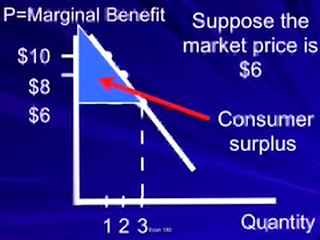 P=Marginal Benefit
Suppose the
market price is
$6
$10
$8
$6
Consumer
surplus
1 2 3
Econ 180
Quantity